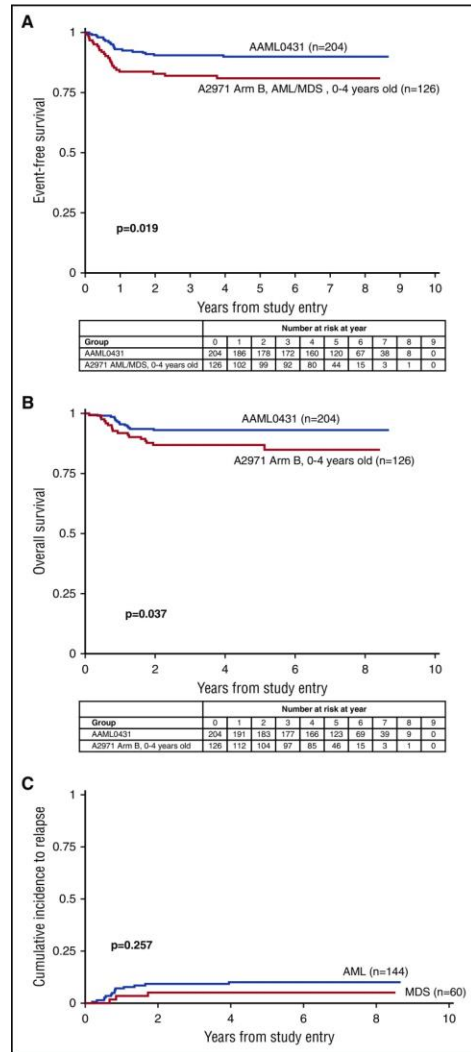 A
1
0.75
0.5
0.25
0
Event-free survival
AAML0431 (n=204)
A2971 Arm B, AML/MDS , 0-4 years old (n=126)
p=0.019
0 1 2 3 4 5 6 7 8 9 10
Years from study entry
Number at risk at year
Group 0 1 2 3 4 5 6 7 8 9
AAML0431 204 186 178 172 160 120 67 38 8 0
A2971 AML/MDS, 0-4 years old 126 102 99 92 80 44 15 3 1 0
B
1
0.75
0.5
0.25
0
Overall survival
AAML0431 (n=204)
A2971 Arm B, 0-4 years old (n=126)
p=0.037
0 2 4 6 8 10
Years from study entry
Number at risk at year
Group 0 1 2 3 4 5 6 7 8 9
AAML0431 204 191 183 177 166 123 69 39 9 0
A2971 Arm B, 0-4 years old 126 112 104 97 85 46 15 3 1 0
C
1
0.75
0.5
0.25
0
Cumulative incidence to relapse
p=0.257
AML (n=144)
MDS (n=60)
0 2 4 6 8 10
Years from study entry